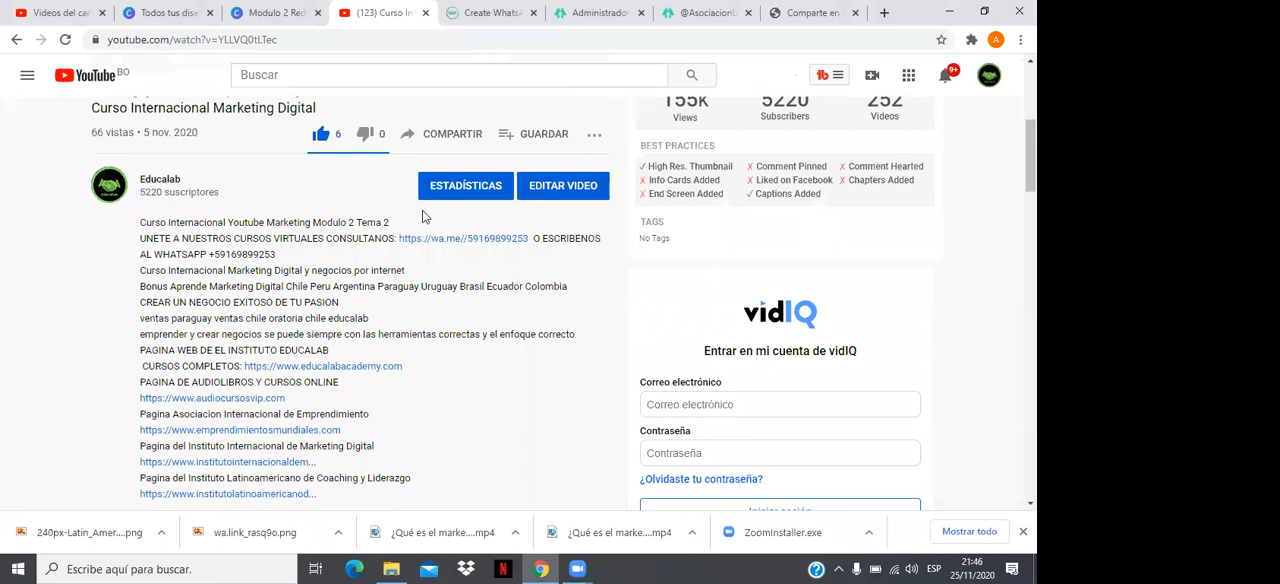 Videos del can
Todos tus dise
Modulo 2 Red
(123) Curso In
Create WhatsA
Administrado
@AsociacionL
Comparte en
youtube.com/watch?v=YLLVQ0tLTec
A
YouTube BO
Buscar
tb
9+
Curso Internacional Marketing Digital
66 vistas • 5 nov. 2020
6
0
COMPARTIR
GUARDAR
Educalab
5220 suscriptores
ESTADÍSTICAS
EDITAR VIDEO
Curso Internacional Youtube Marketing Modulo 2 Tema 2
UNETE A NUESTROS CURSOS VIRTUALES CONSULTANOS: https://wa.me//59169899253 O ESCRIBENOS
AL WHATSAPP +59169899253
Curso Internacional Marketing Digital y negocios por internet
Bonus Aprende Marketing Digital Chile Peru Argentina Paraguay Uruguay Brasil Ecuador Colombia
CREAR UN NEGOCIO EXITOSO DE TU PASION
ventas paraguay ventas chile oratoria chile educalab
emprender y crear negocios se puede siempre con las herramientas correctas y el enfoque correcto
PAGINA WEB DE EL INSTITUTO EDUCALAB
CURSOS COMPLETOS: https://www.educalabacademy.com
PAGINA DE AUDIOLIBROS Y CURSOS ONLINE
https://www.audiocursosvip.com
Pagina Asociacion Internacional de Emprendimiento
https://www.emprendimientosmundiales.com
Pagina del Instituto Internacional de Marketing Digital
https://www.institutointernacionaldem...
Pagina del Instituto Latinoamericano de Coaching y Liderazgo
https://www.institutolatinoamericanod...
155K
5220
252
Views
Subscribers
Videos
BEST PRACTICES
✓ High Res. Thumbnail ✗ Comment Pinned ✗ Comment Hearted
✗ Info Cards Added ✗ Liked on Facebook ✗ Chapters Added
✗ End Screen Added ✓ Captions Added
TAGS
No Tags
vidIQ
Entrar en mi cuenta de vidIQ
Correo electrónico
Correo electrónico
Contraseña
Contraseña
¿Olvidaste tu contraseña?
240px-Latin_Amer....png
wa.link_rasq9o.png
¿Qué es el marke....mp4
¿Qué es el marke....mp4
ZoomInstaller.exe
Mostrar todo
Escribe aquí para buscar.
ESP
21:46
25/11/2020